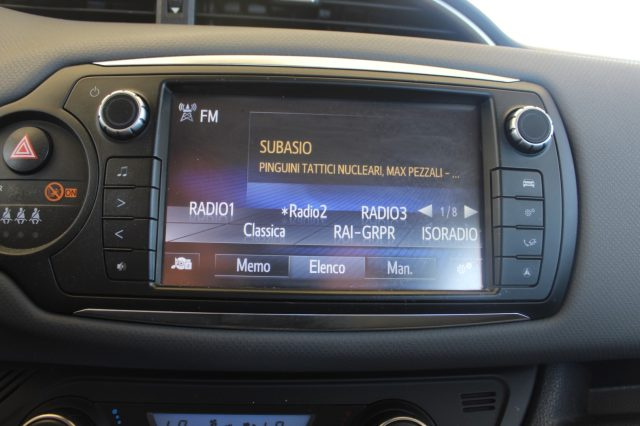 FM
SUBASIO
PINGUINI TATTICI NUCLEARI, MAX PEZZALI - ...
RADIO1 *Radio2 RADIO3 1/8
Classica RAI-GRPR ISORADIO
Memo Elenco Man.
ON